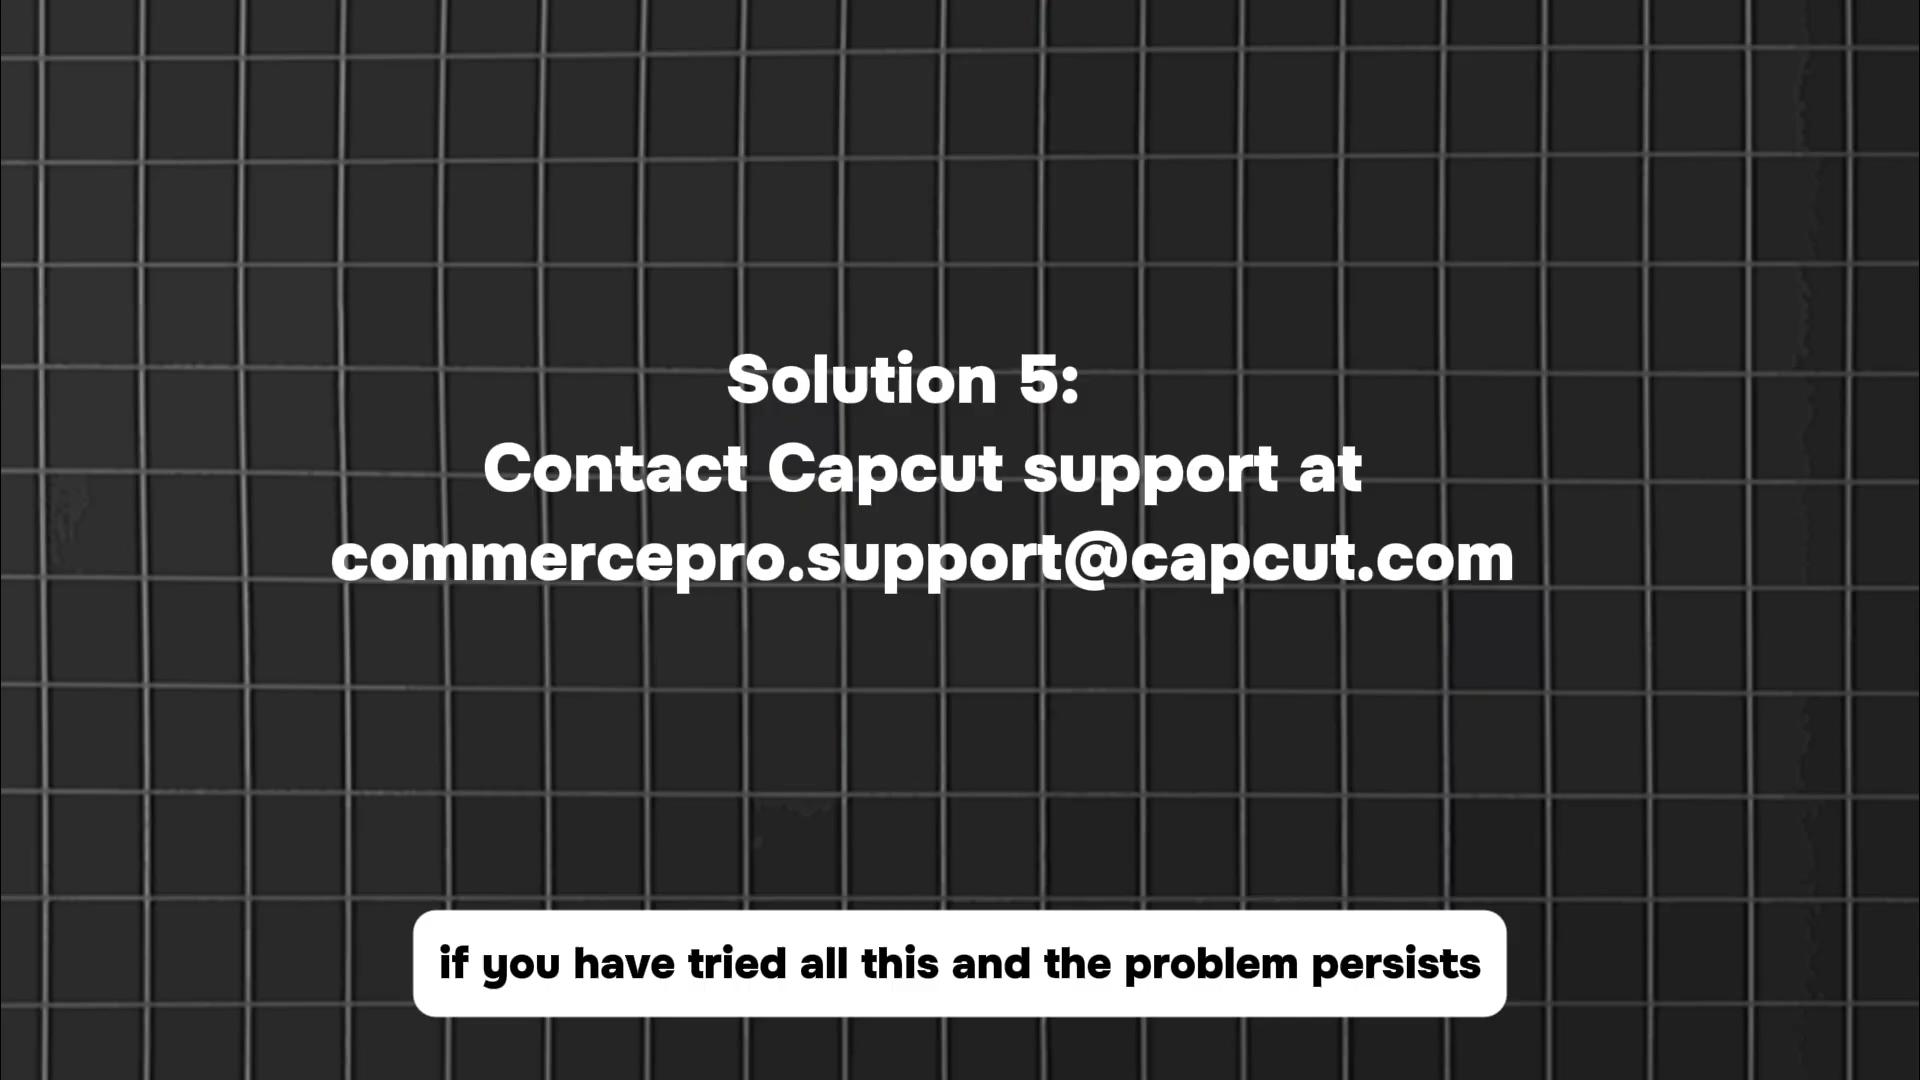 Solution 5:
Contact Capcut support at
commercepro.support@capcut.com
if you have tried all this and the problem persists